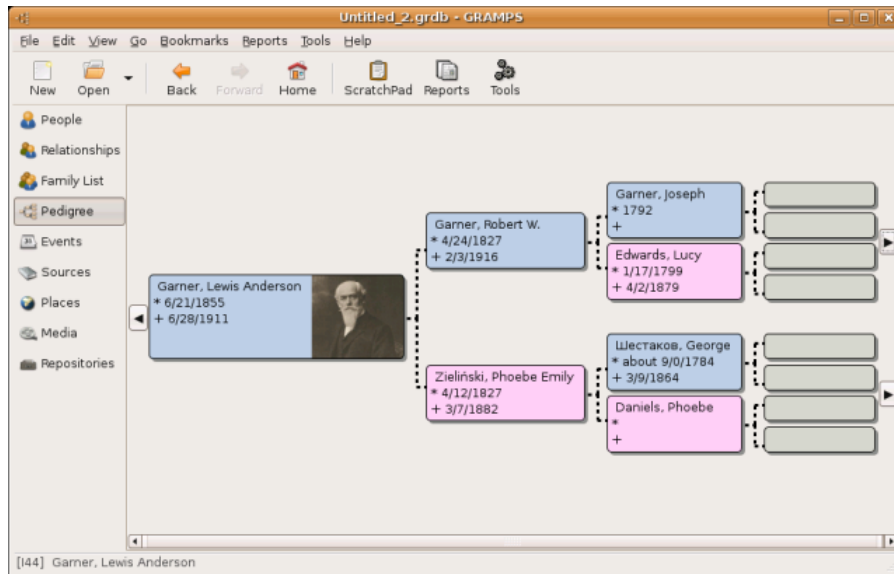 Untitled_2.grdb - GRAMPS
File Edit View Go Bookmarks Reports Tools Help
New Open Back Forward Home ScratchPad Reports Tools
People
Relationships
Family List
Pedigree
Events
Sources
Places
Media
Repositories
Garner, Lewis Anderson
* 6/21/1855
+ 6/28/1911
Garner, Robert W.
* 4/24/1827
+ 2/3/1916
Zieliński, Phoebe Emily
* 4/12/1827
+ 3/7/1882
Garner, Joseph
* 1792
+
Edwards, Lucy
* 1/17/1799
+ 4/2/1879
Шестаков, George
* about 9/0/1784
+ 3/9/1864
Daniels, Phoebe
*
+
[I44] Garner, Lewis Anderson